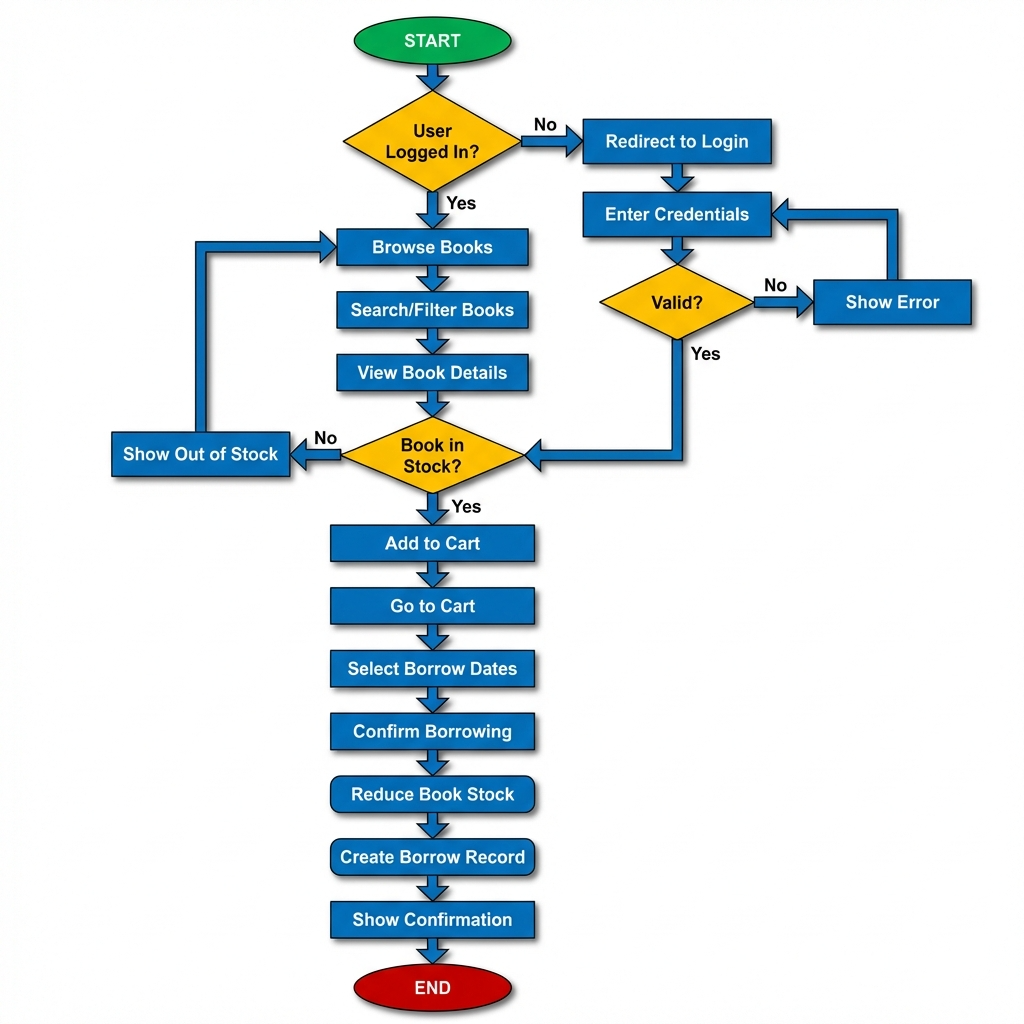 START
User
Logged In?
No
Redirect to Login
Yes
Enter Credentials
Browse Books
Valid?
No
Show Error
Search/Filter Books
Yes
View Book Details
Show Out of Stock
No
Book in
Stock?
Yes
Add to Cart
Go to Cart
Select Borrow Dates
Confirm Borrowing
Reduce Book Stock
Create Borrow Record
Show Confirmation
END